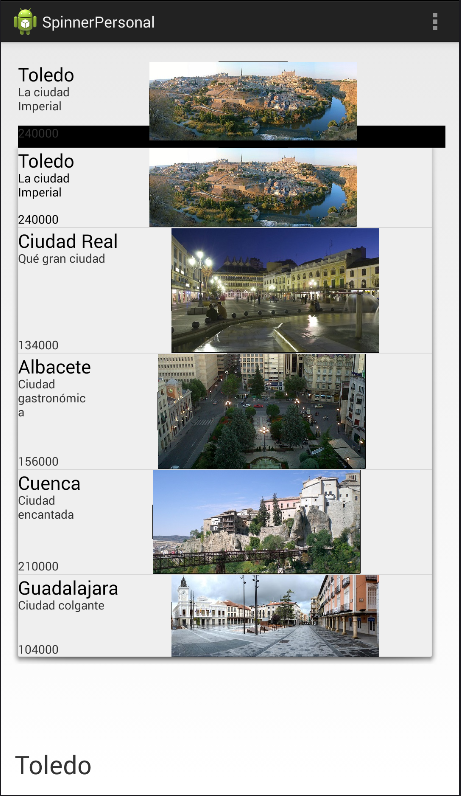 SpinnerPersonal
Toledo
La ciudad
Imperial
240000
Toledo
La ciudad
Imperial
240000
Ciudad Real
Qué gran ciudad
134000
Albacete
Ciudad
gastronómic
a
156000
Cuenca
Ciudad
encantada
210000
Guadalajara
Ciudad colgante
104000
Toledo